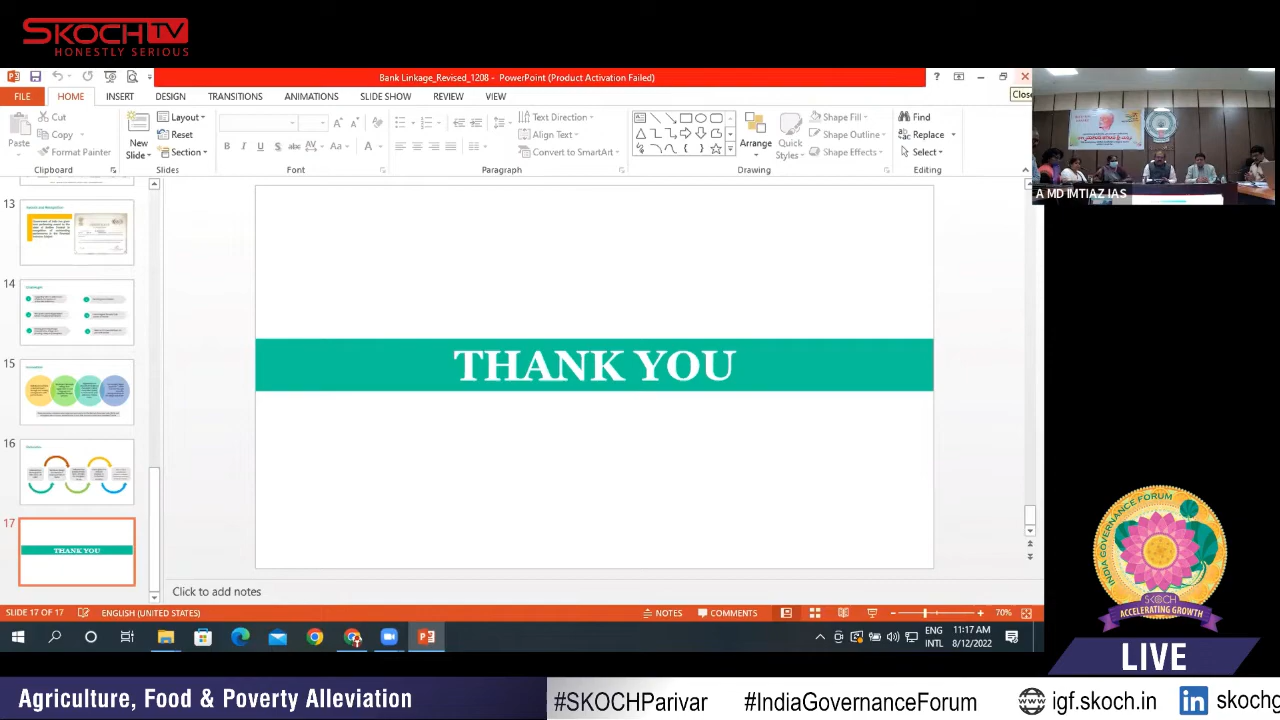 SKOCH TV
HONESTLY SERIOUS
Bank Linkage_Revised_1208 - PowerPoint (Product Activation Failed)
FILE HOME INSERT DESIGN TRANSITIONS ANIMATIONS SLIDE SHOW REVIEW VIEW
Close
Paste
Cut
Copy
Format Painter
Clipboard
New Slide
Layout
Reset
Section
Slides
B I U S abc AV Aa A
Font
Text Direction
Align Text
Convert to SmartArt
Paragraph
Arrange
Quick Styles
Shape Fill
Shape Outline
Shape Effects
Drawing
Find
Replace
Select
Editing
A MD IMTIAZ IAS
13
14
15
16
17
THANK YOU
THANK YOU
Click to add notes
SLIDE 17 OF 17 ENGLISH (UNITED STATES) NOTES COMMENTS 70%
ENG 11:17 AM
INTL 8/12/2022
INDIA GOVERNANCE FORUM
SKOCH
ACCELERATING GROWTH
LIVE
Agriculture, Food & Poverty Alleviation #SKOCHParivar #IndiaGovernanceForum www igf.skoch.in in skochg